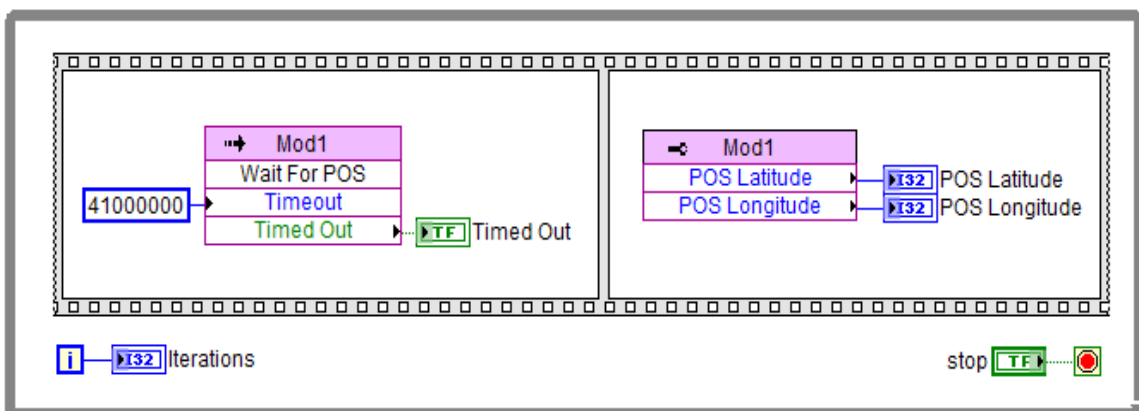 Mod1
Wait For POS
41000000
Timeout
Timed Out
TF
Timed Out
Mod1
POS Latitude
I32
POS Latitude
POS Longitude
I32
POS Longitude
i
I32
Iterations
stop
TF